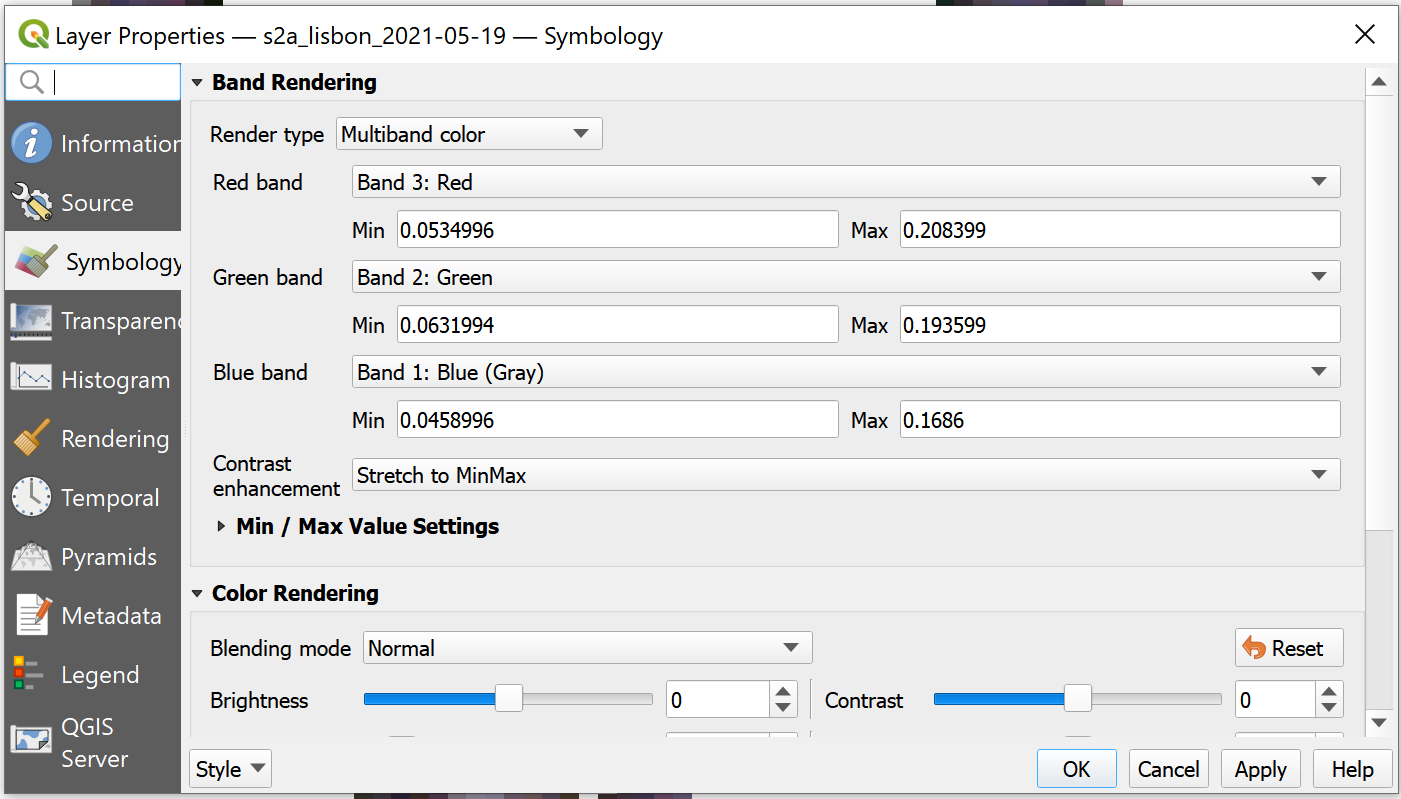 Layer Properties — s2a_lisbon_2021-05-19 — Symbology
Information
Source
Symbology
Transparenc
Histogram
Rendering
Temporal
Pyramids
Metadata
Legend
QGIS
Server
Band Rendering
Render type Multiband color
Red band Band 3: Red
Min 0.0534996 Max 0.208399
Green band Band 2: Green
Min 0.0631994 Max 0.193599
Blue band Band 1: Blue (Gray)
Min 0.0458996 Max 0.1686
Contrast
enhancement Stretch to MinMax
Min / Max Value Settings
Color Rendering
Blending mode Normal Reset
Brightness 0 Contrast 0
Style OK Cancel Apply Help